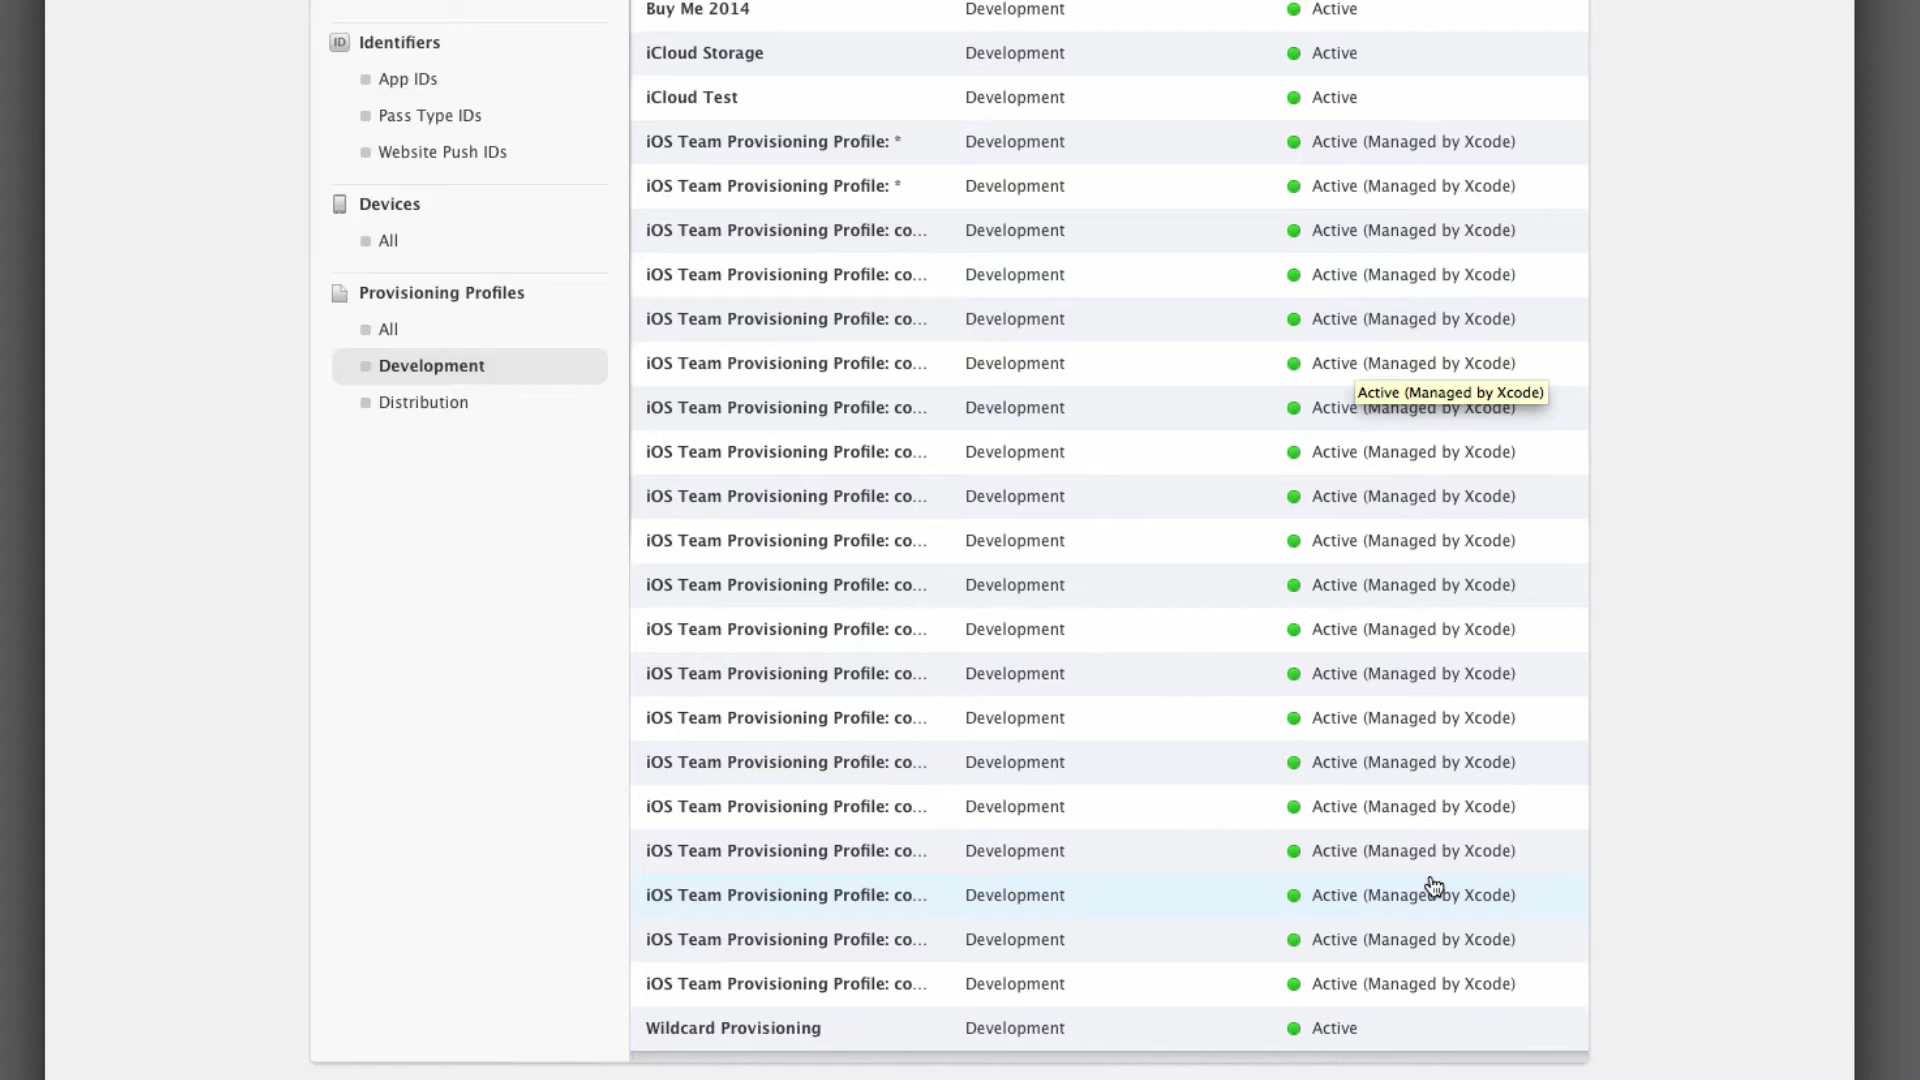 Identifiers
App IDs
Pass Type IDs
Website Push IDs
Devices
All
Provisioning Profiles
All
Development
Distribution
Buy Me 2014 Development Active
iCloud Storage Development Active
iCloud Test Development Active
iOS Team Provisioning Profile: * Development Active (Managed by Xcode)
iOS Team Provisioning Profile: * Development Active (Managed by Xcode)
iOS Team Provisioning Profile: co... Development Active (Managed by Xcode)
iOS Team Provisioning Profile: co... Development Active (Managed by Xcode)
iOS Team Provisioning Profile: co... Development Active (Managed by Xcode)
iOS Team Provisioning Profile: co... Development Active (Managed by Xcode)
Active (Managed by Xcode)
iOS Team Provisioning Profile: co... Development Active (Managed by Xcode)
iOS Team Provisioning Profile: co... Development Active (Managed by Xcode)
iOS Team Provisioning Profile: co... Development Active (Managed by Xcode)
iOS Team Provisioning Profile: co... Development Active (Managed by Xcode)
iOS Team Provisioning Profile: co... Development Active (Managed by Xcode)
iOS Team Provisioning Profile: co... Development Active (Managed by Xcode)
iOS Team Provisioning Profile: co... Development Active (Managed by Xcode)
iOS Team Provisioning Profile: co... Development Active (Managed by Xcode)
iOS Team Provisioning Profile: co... Development Active (Managed by Xcode)
iOS Team Provisioning Profile: co... Development Active (Managed by Xcode)
iOS Team Provisioning Profile: co... Development Active (Managed by Xcode)
iOS Team Provisioning Profile: co... Development Active (Managed by Xcode)
iOS Team Provisioning Profile: co... Development Active (Managed by Xcode)
iOS Team Provisioning Profile: co... Development Active (Managed by Xcode)
Wildcard Provisioning Development Active